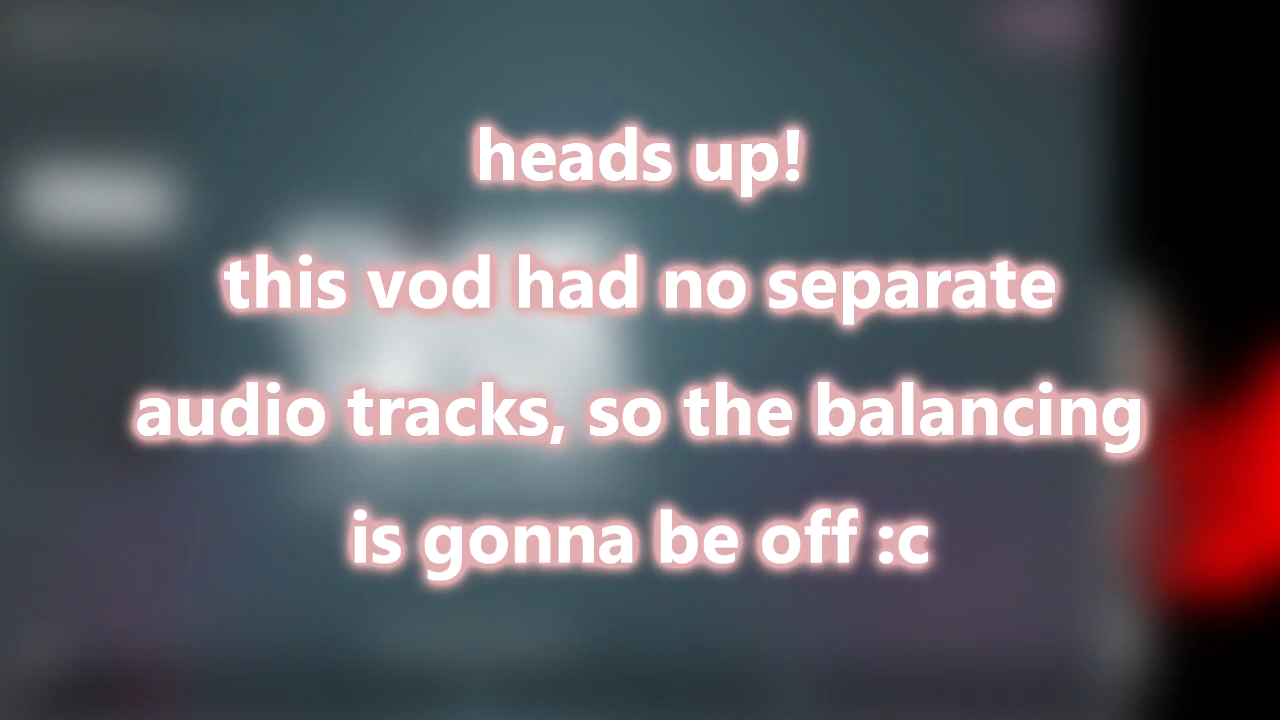 heads up!
this vod had no separate
audio tracks, so the balancing
is gonna be off :c